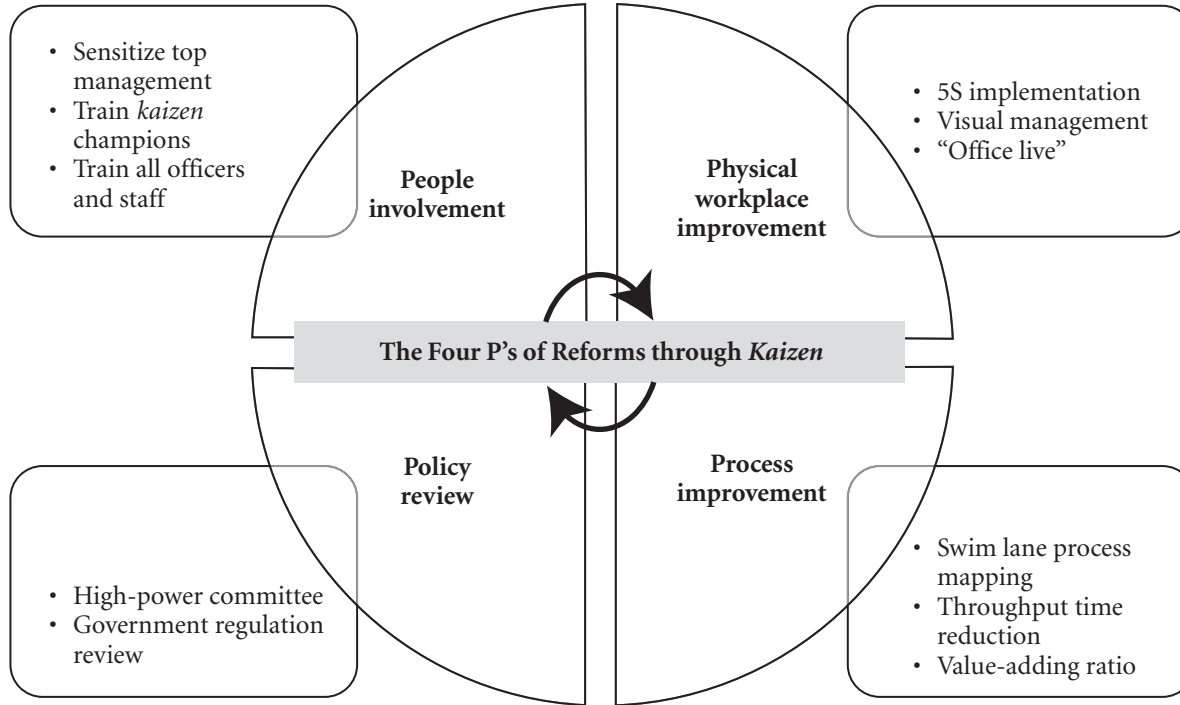 • Sensitize top
management
• Train kaizen
champions
• Train all officers
and staff
People
involvement
Physical
workplace
improvement
• 5S implementation
• Visual management
• “Office live”
The Four P's of Reforms through Kaizen
Policy
review
Process
improvement
• High-power committee
• Government regulation
review
• Swim lane process
mapping
• Throughput time
reduction
• Value-adding ratio